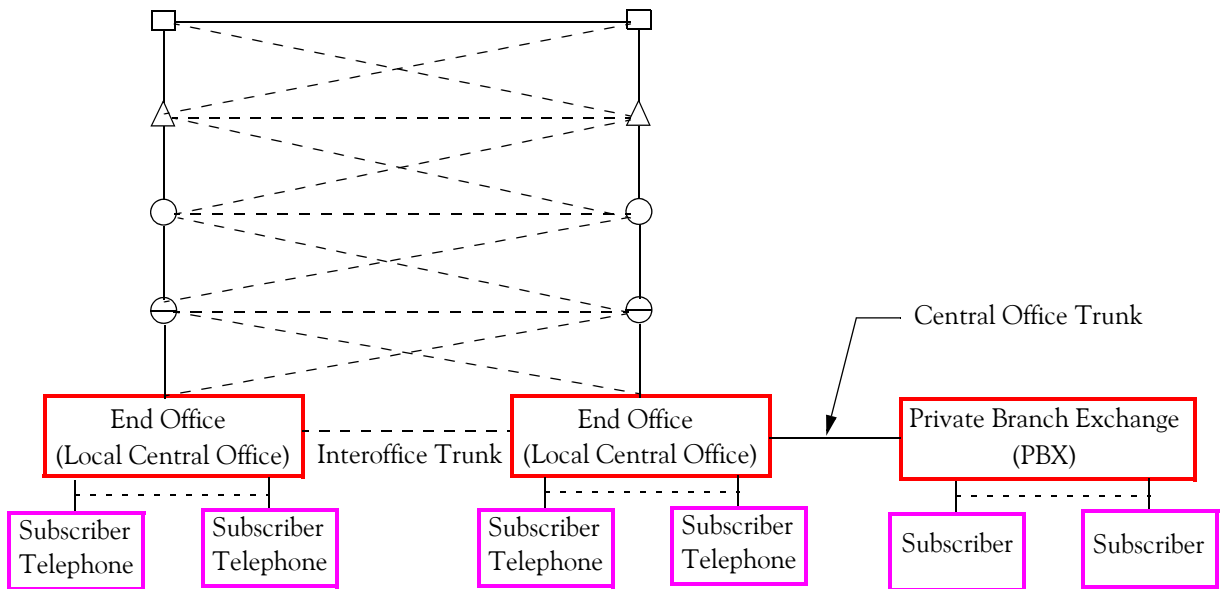 Central Office Trunk
End Office
(Local Central Office)
Interoffice Trunk
End Office
(Local Central Office)
Private Branch Exchange
(PBX)
Subscriber
Telephone
Subscriber
Telephone
Subscriber
Telephone
Subscriber
Telephone
Subscriber
Subscriber